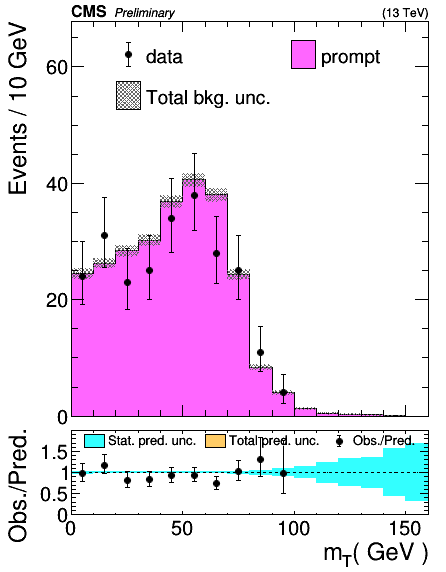 CMS Preliminary (13 TeV)
Events / 10 GeV
data
prompt
Total bkg. unc.
60
40
20
0
Obs./Pred.
Stat. pred. unc.
Total pred. unc.
Obs./Pred.
1.5
1
0.5
0
0 50 100 150
m_T( GeV )